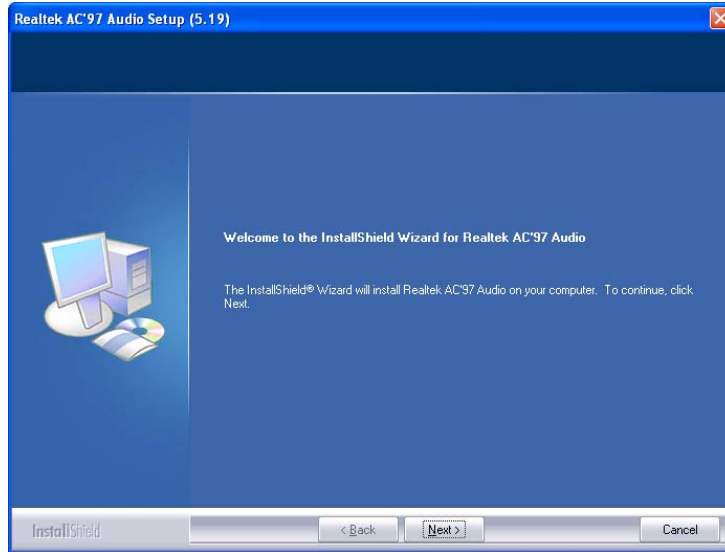 Realtek AC'97 Audio Setup (5.19)
Welcome to the InstallShield Wizard for Realtek AC'97 Audio
The InstallShield® Wizard will install Realtek AC'97 Audio on your computer. To continue, click
Next.
InstallShield
< Back
Next >
Cancel